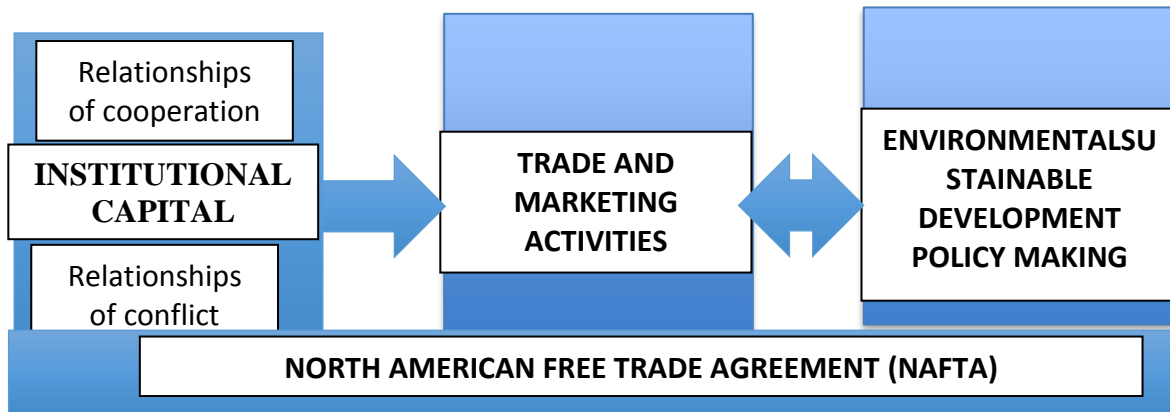 Relationships
of cooperation
INSTITUTIONAL
CAPITAL
Relationships
of conflict
TRADE AND
MARKETING
ACTIVITIES
ENVIRONMENTALSU
STAINABLE
DEVELOPMENT
POLICY MAKING
NORTH AMERICAN FREE TRADE AGREEMENT (NAFTA)